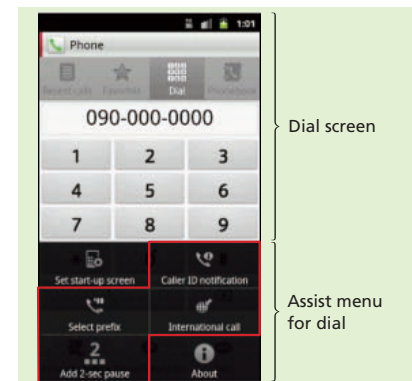 1:01
Phone
Recent calls Favorites Dial Phonebook
090-000-0000
1 2 3
4 5 6
7 8 9
Set start-up screen Caller ID notification
Select prefix International call
2
Add 2-sec pause About
Dial screen
Assist menu
for dial